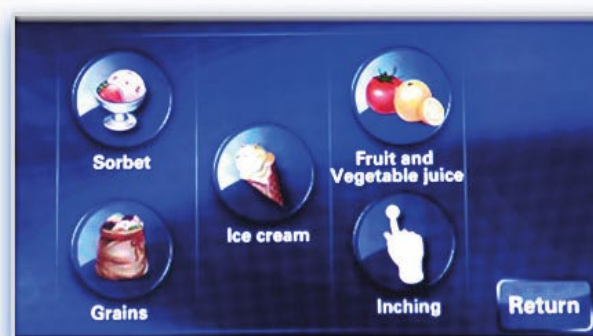 Sorbet
Fruit and
Vegetable juice
Ice cream
Grains
Inching
Return